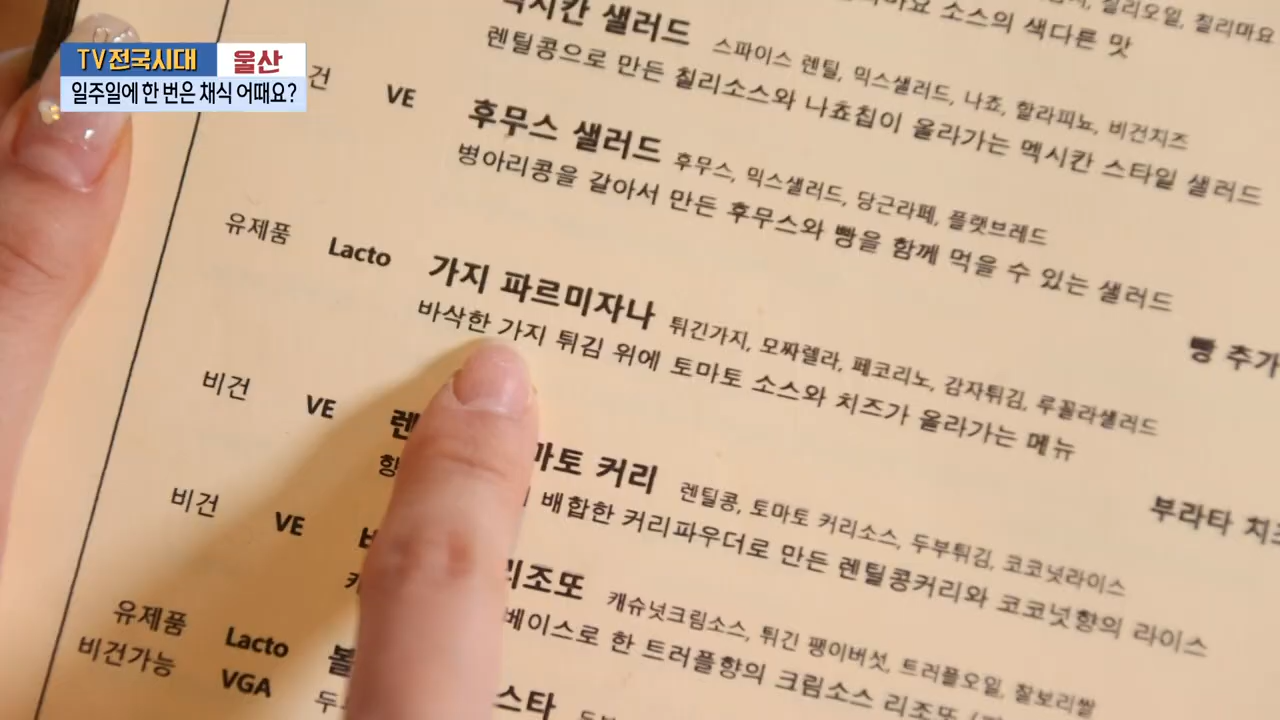 TV전국시대 울산
일주일에 한 번은 채식 어때요?
소스의 색다른 맛
칠리오일, 칠리마요
멕시칸 샐러드 스파이스 렌틸, 믹스샐러드, 나쵸, 할라피뇨, 비건치즈
렌틸콩으로 만든 칠리소스와 나쵸칩이 올라가는 멕시칸 스타일 샐러드
건 VE 후무스 샐러드 후무스, 믹스샐러드, 당근라페, 플랫브레드
병아리콩을 갈아서 만든 후무스와 빵을 함께 먹을 수 있는 샐러드
빵 추가
유제품 Lacto 가지 파르미자나 튀긴가지, 모짜렐라, 페코리노, 감자튀김, 루꼴라샐러드
바삭한 가지 튀김 위에 토마토 소스와 치즈가 올라가는 메뉴
부라타 치즈
비건 VE 렌 마토 커리 렌틸콩, 토마토 커리소스, 두부튀김, 코코넛라이스
향 배합한 커리파우더로 만든 렌틸콩커리와 코코넛향의 라이스
비건 VE 리조또 캐슈넛크림소스, 튀긴 팽이버섯, 트러플오일, 찰보리쌀
베이스로 한 트러플향의 크림소스 리조또
유제품 Lacto 볼 스타
비건가능 VGA 두